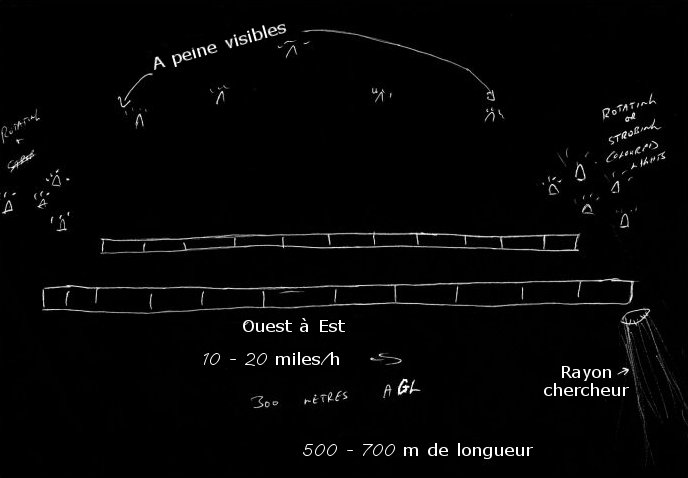 A peine visibles
ROTATING
ROTATING
OR
STROBING
COLOURED
LIGHTS
Ouest à Est
10 - 20 miles/h
300 METRES AGL
Rayon
chercheur
500 - 700 m de longueur